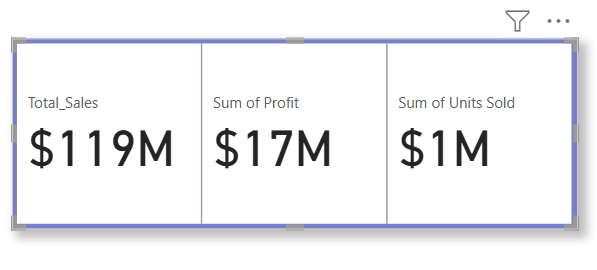 Total_Sales
$119M
Sum of Profit
$17M
Sum of Units Sold
$1M